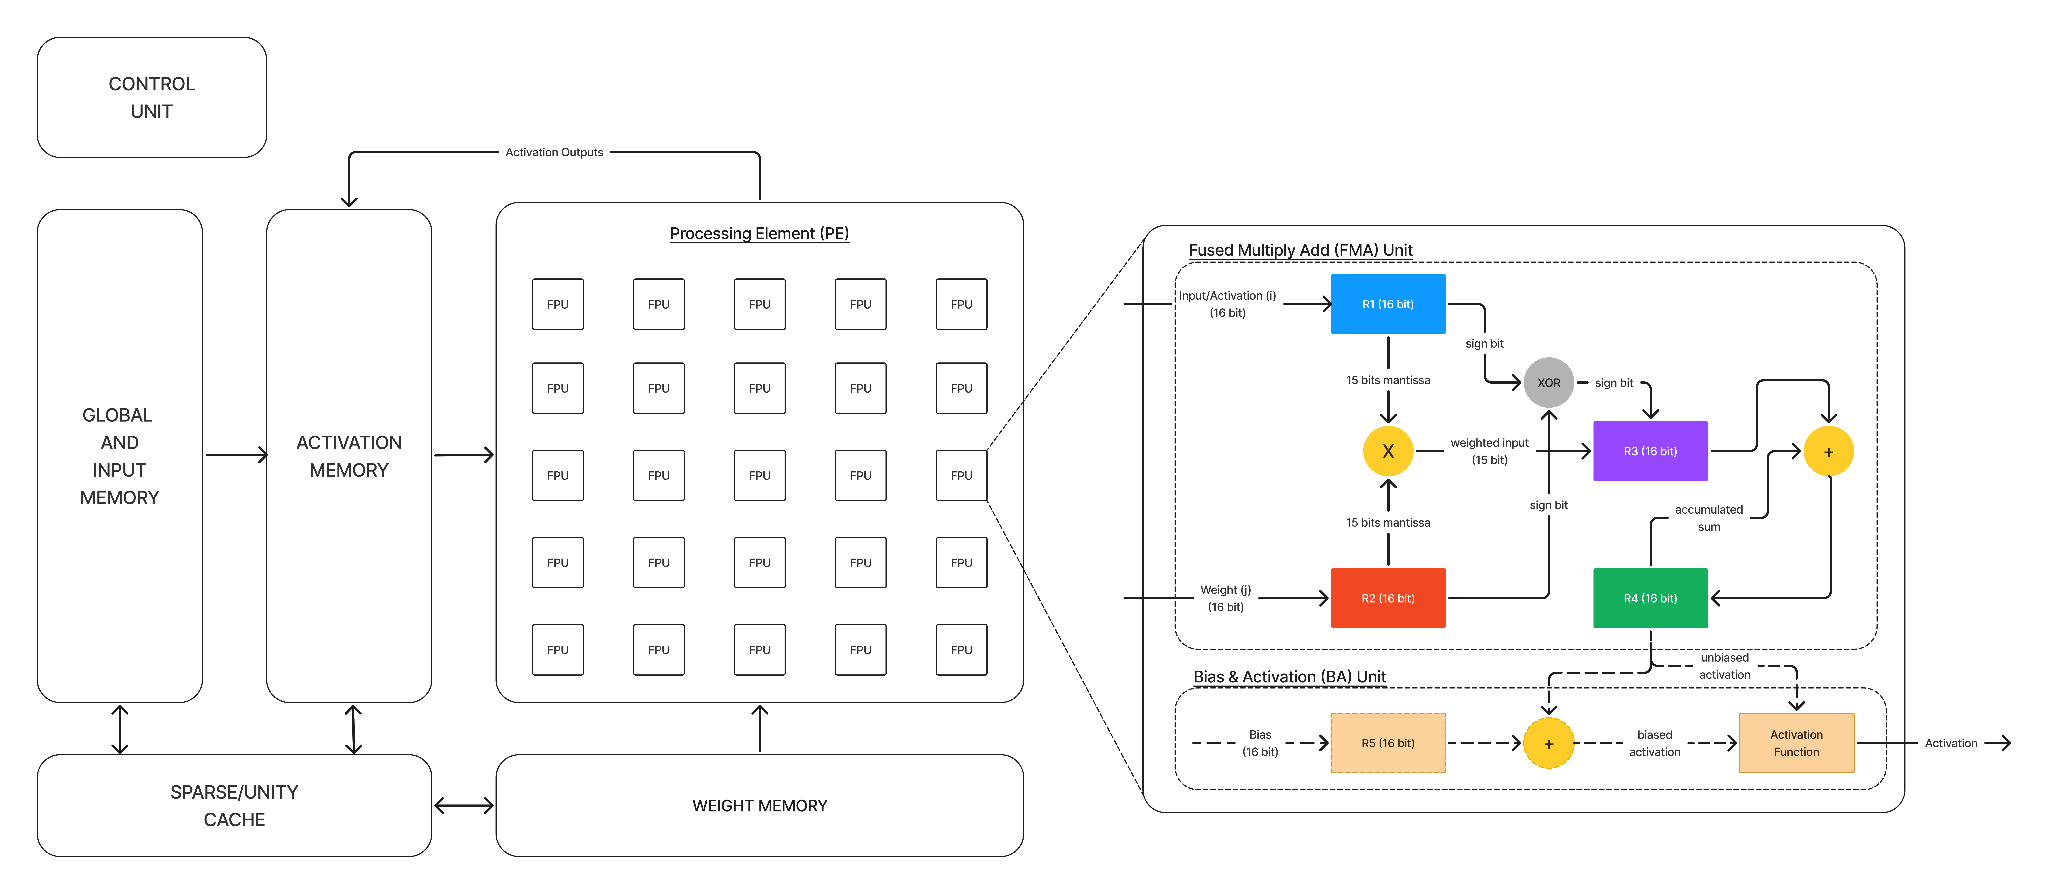 CONTROL
UNIT
Activation Outputs
GLOBAL
AND
INPUT
MEMORY
ACTIVATION
MEMORY
Processing Element (PE)
FPU FPU FPU FPU FPU
FPU FPU FPU FPU FPU
FPU FPU FPU FPU FPU
FPU FPU FPU FPU FPU
FPU FPU FPU FPU FPU
SPARSE/UNITY
CACHE
WEIGHT MEMORY
Fused Multiply Add (FMA) Unit
Input/Activation (i)
(16 bit)
R1 (16 bit)
sign bit
15 bits mantissa
XOR
sign bit
X
weighted input
(15 bit)
R3 (16 bit)
+
sign bit
15 bits mantissa
accumulated
sum
Weight (j)
(16 bit)
R2 (16 bit)
R4 (16 bit)
unbiased
activation
Bias & Activation (BA) Unit
Bias
(16 bit)
R5 (16 bit)
+
biased
activation
Activation
Function
Activation